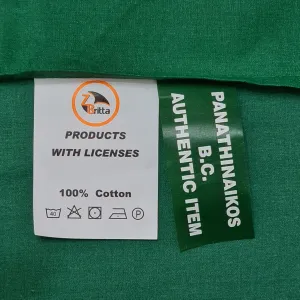 Z
Britta
PRODUCTS
WITH LICENSES
100% Cotton
40
P
PANATHINAIKOS
B.C.
AUTHENTIC ITEM